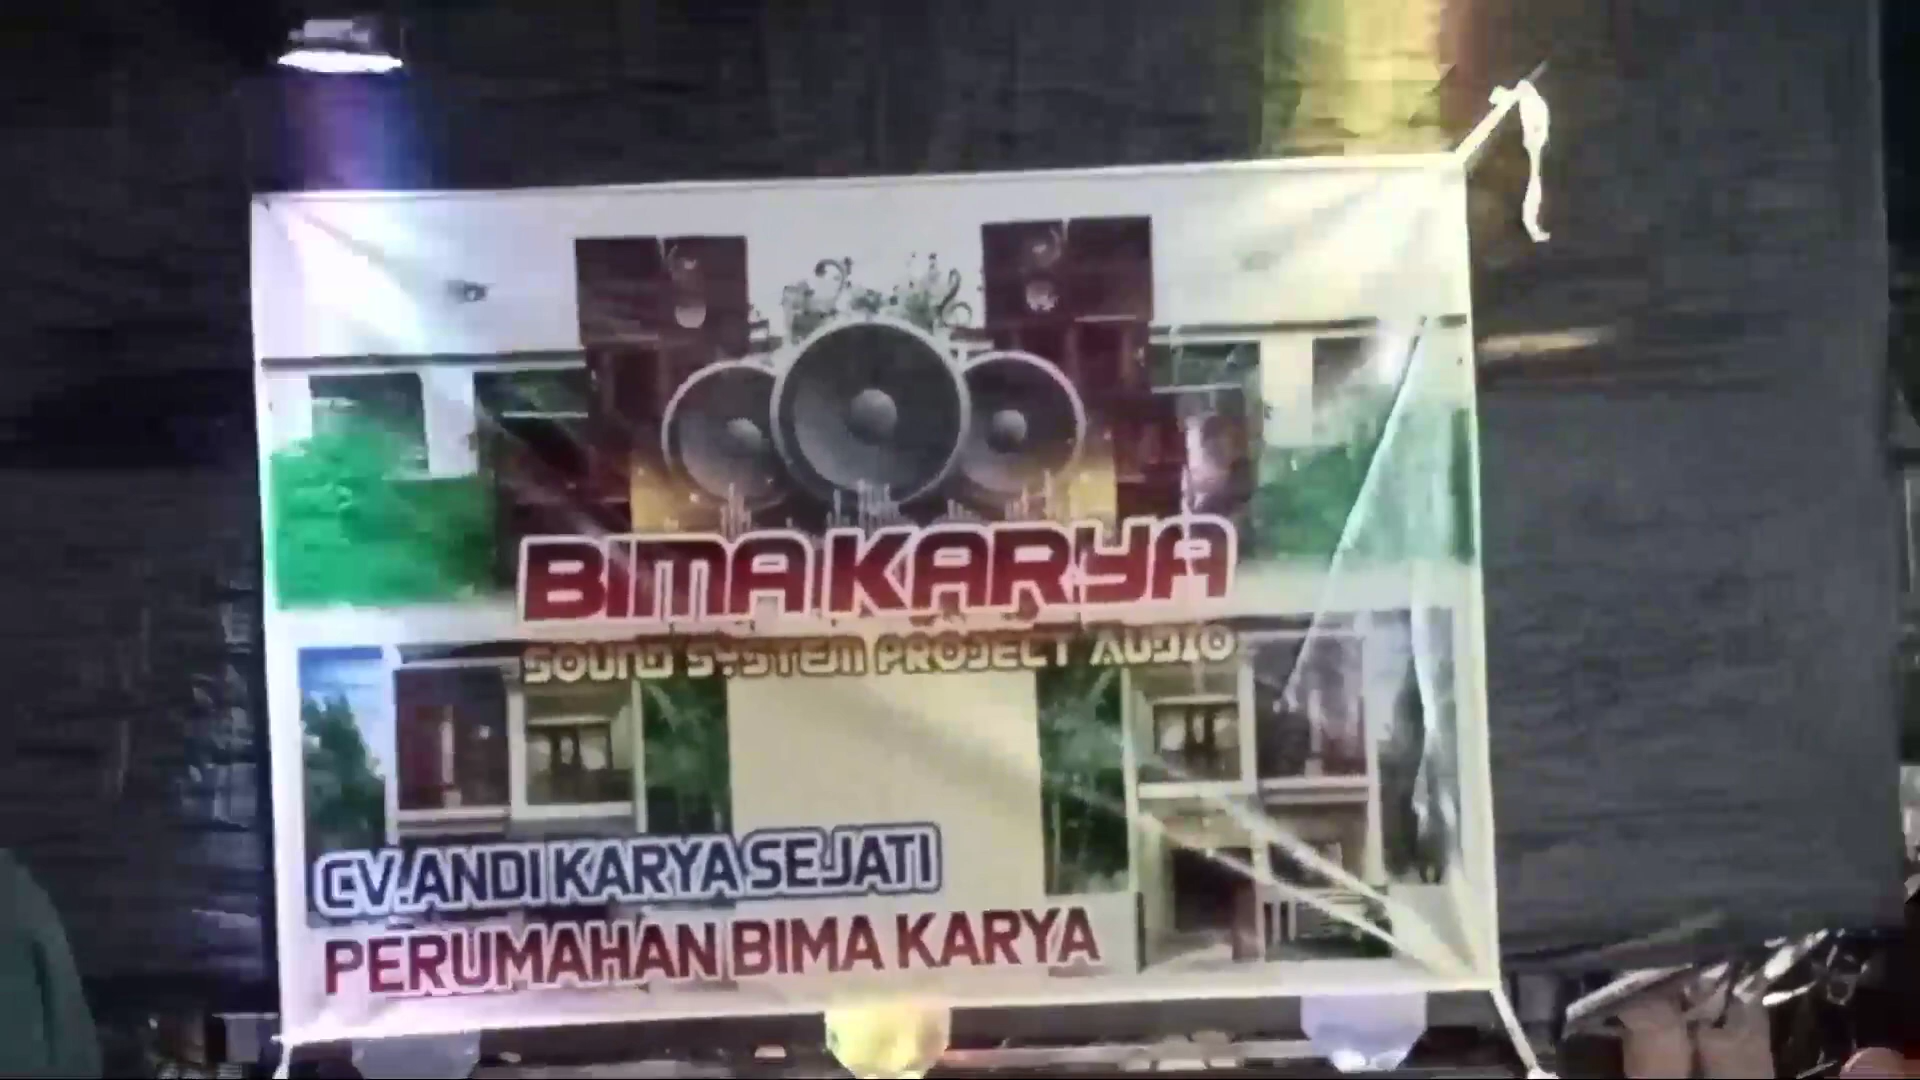 BIMA KARYA
SOUND SYSTEM PROJECT AUDIO
CV.ANDI KARYA SEJATI
PERUMAHAN BIMA KARYA